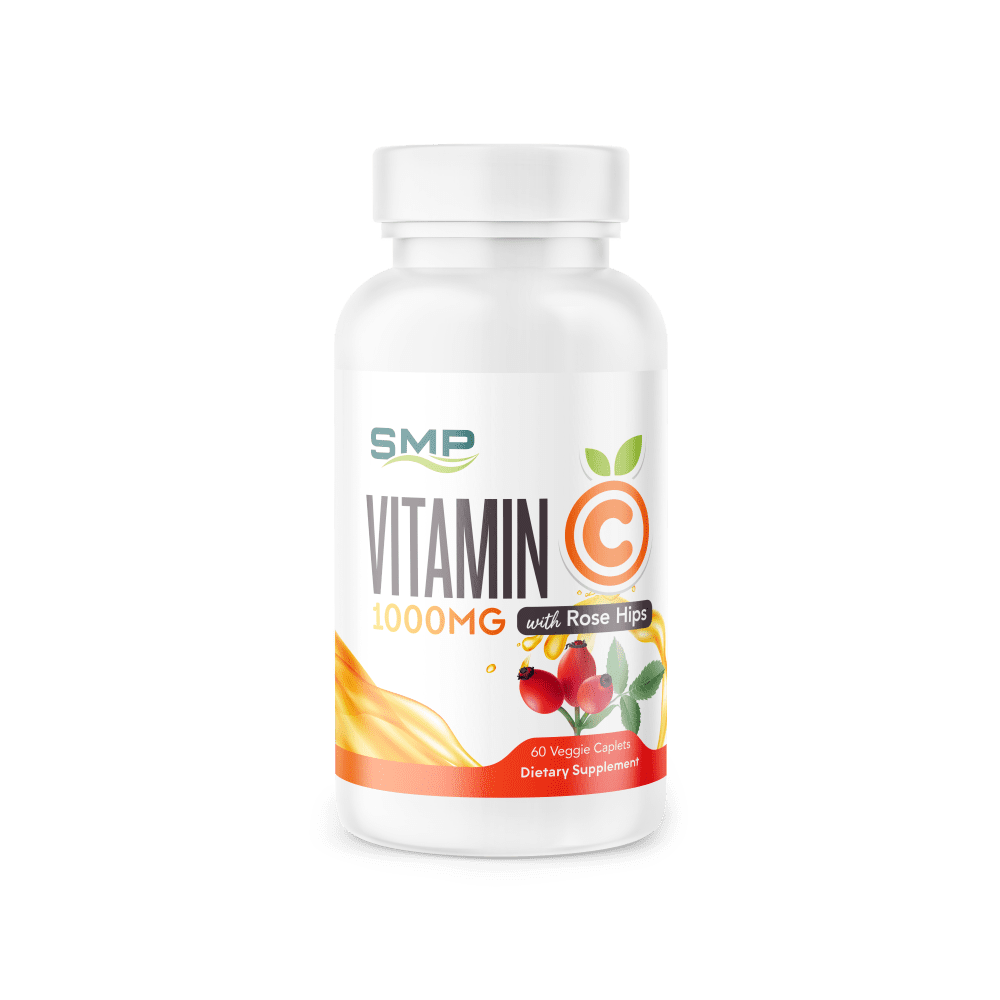 SMP
VITAMIN C
1000MG with Rose Hips
60 Veggie Caplets
Dietary Supplement